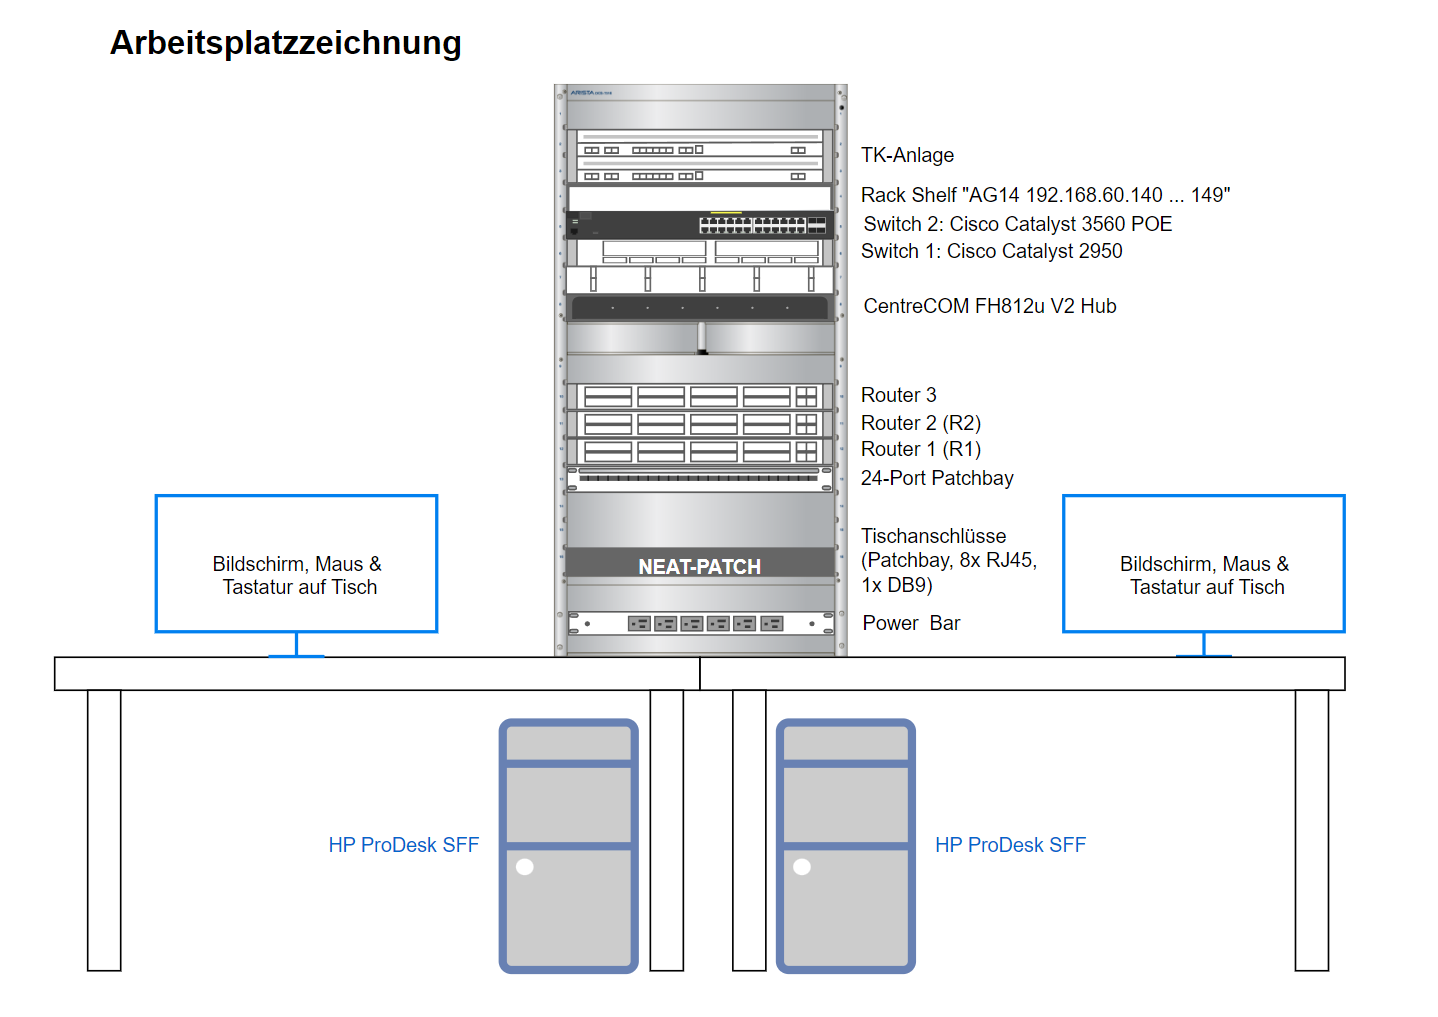 Arbeitsplatzzeichnung
ARISTA
TK-Anlage
Rack Shelf "AG14 192.168.60.140 ... 149"
Switch 2: Cisco Catalyst 3560 POE
Switch 1: Cisco Catalyst 2950
CentreCOM FH812u V2 Hub
Router 3
Router 2 (R2)
Router 1 (R1)
24-Port Patchbay
Tischanschlüsse
(Patchbay, 8x RJ45,
1x DB9)
NEAT-PATCH
Power Bar
Bildschirm, Maus &
Tastatur auf Tisch
Bildschirm, Maus &
Tastatur auf Tisch
HP ProDesk SFF
HP ProDesk SFF